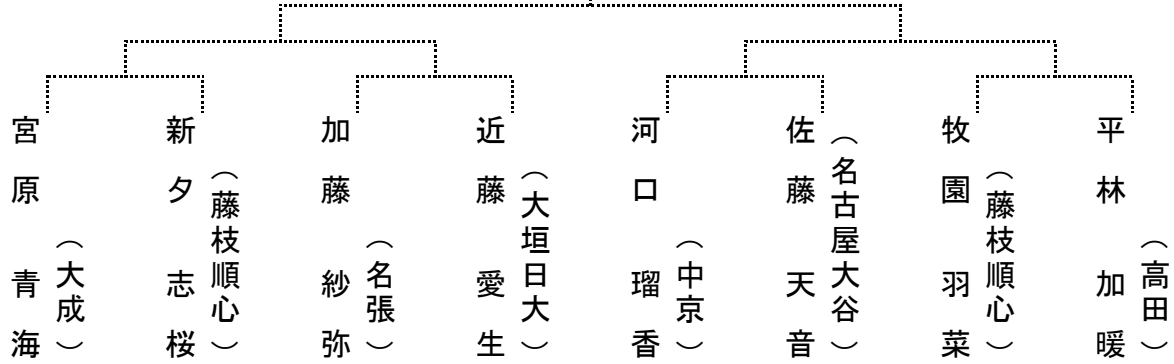 宮原青海
（大成）
新夕志桜
（藤枝順心）
加藤紗弥
（名張）
近藤愛生
（大垣日大）
河口瑠香
（中京）
佐藤天音
（名古屋大谷）
牧園羽菜
（藤枝順心）
平林加暖
（高田）